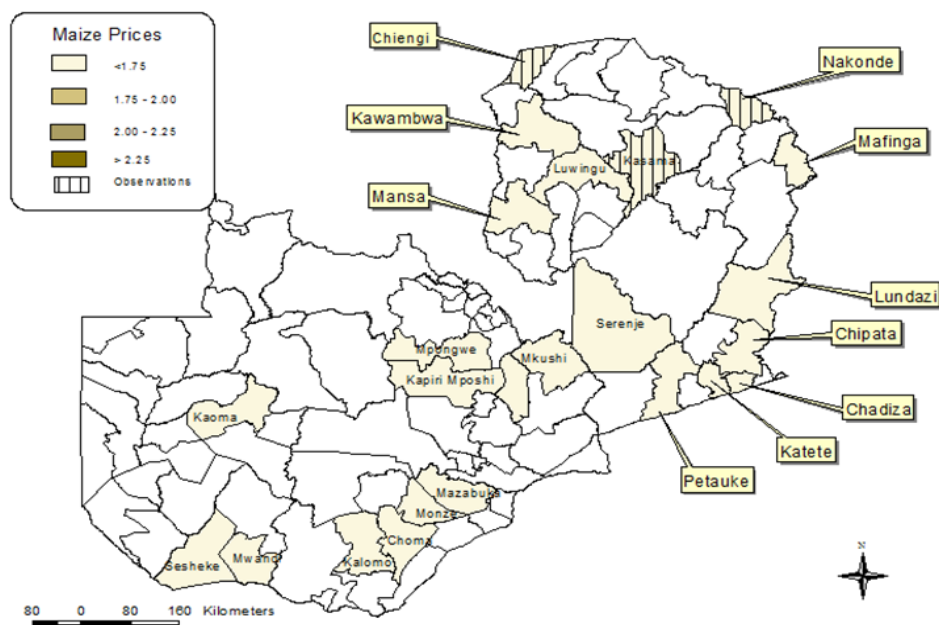 Maize Prices
<1.75
1.75 - 2.00
2.00 - 2.25
> 2.25
Observations
Chiengi
Nakonde
Kawambwa
Mafinga
Kasama
Luwingu
Mansa
Lundazi
Serenje
Chipata
Mpongwe
Mkushi
Kapiri Mposhi
Chadiza
Kaoma
Katete
Petauke
Mazabuka
Monze
Choma
Sesheke
Mwand
Kalomo
N
80 0 80 160 Kilometers